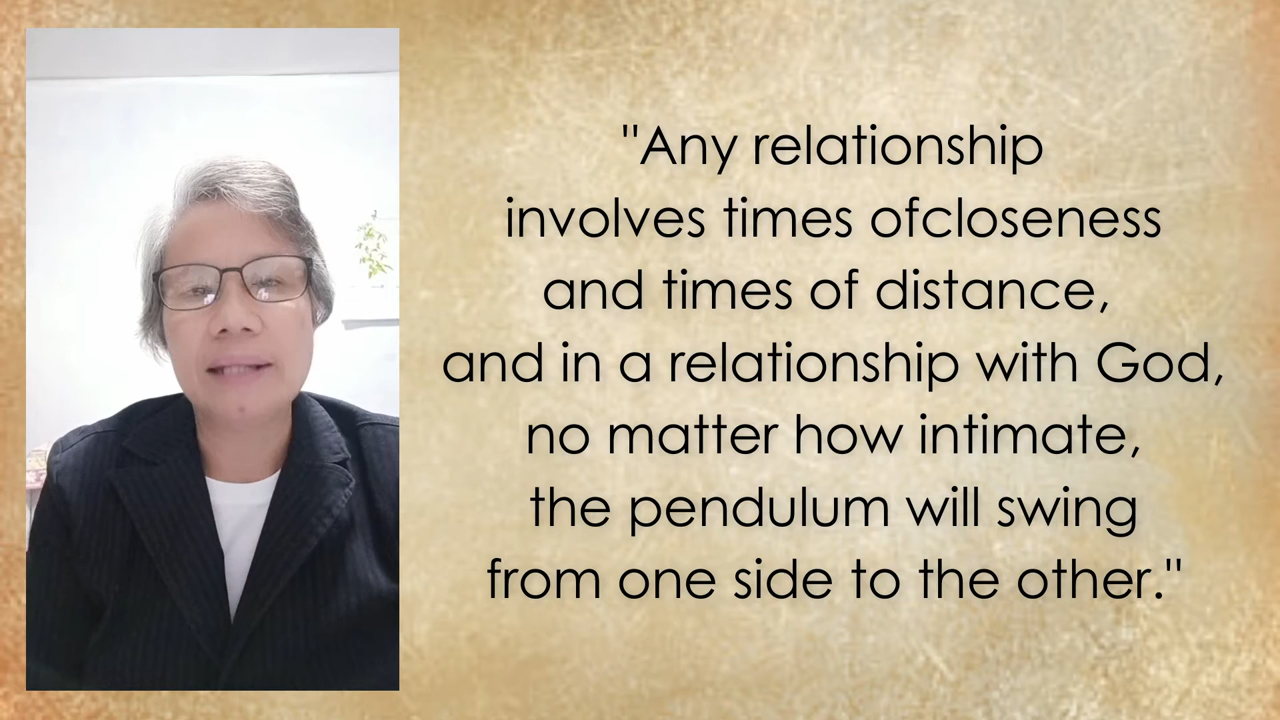 "Any relationship
involves times ofcloseness
and times of distance,
and in a relationship with God,
no matter how intimate,
the pendulum will swing
from one side to the other."